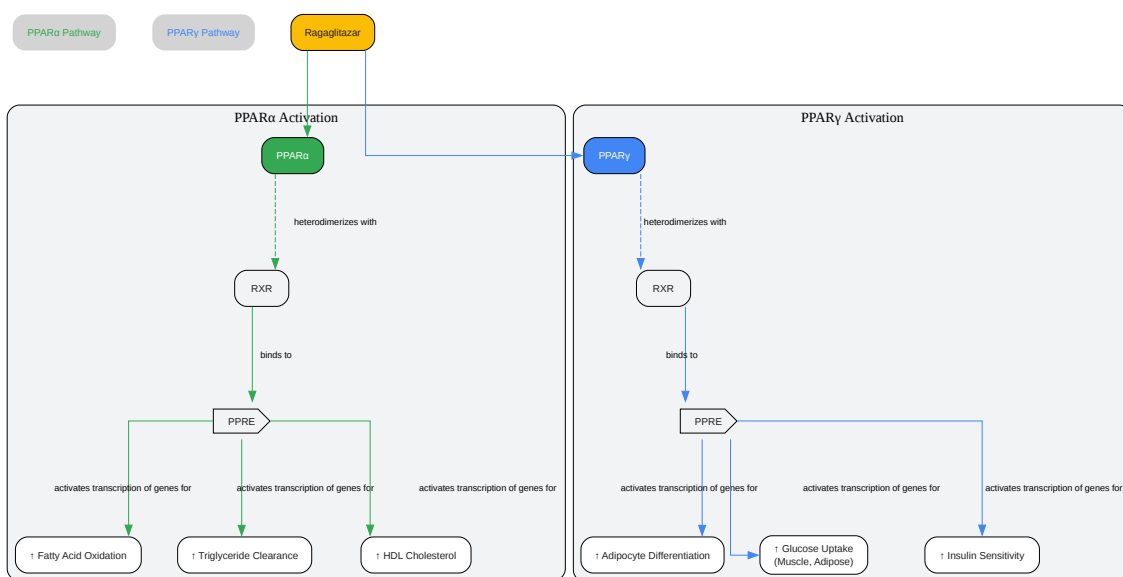 PPARα Pathway
PPARγ Pathway
Ragaglitazar
PPARα Activation
PPARα
heterodimerizes with
RXR
binds to
PPRE
activates transcription of genes for
activates transcription of genes for
activates transcription of genes for
↑ Fatty Acid Oxidation
↑ Triglyceride Clearance
↑ HDL Cholesterol
PPARγ Activation
PPARγ
heterodimerizes with
RXR
binds to
PPRE
activates transcription of genes for
activates transcription of genes for
activates transcription of genes for
↑ Adipocyte Differentiation
↑ Glucose Uptake
(Muscle, Adipose)
↑ Insulin Sensitivity